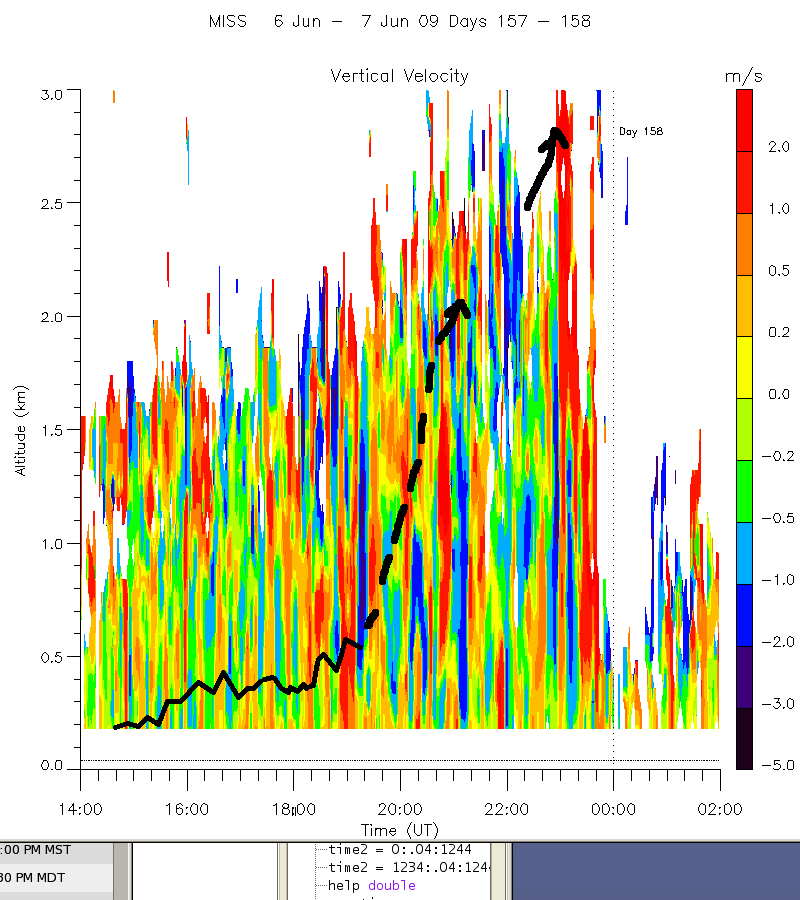 MISS 6 Jun - 7 Jun 09 Days 157 - 158
Vertical Velocity
m/s
3.0
2.5
2.0
1.5
1.0
0.5
0.0
Altitude (km)
Day 158
2.0
1.0
0.5
0.2
0.0
-0.2
-0.5
-1.0
-2.0
-3.0
-5.0
14:00 16:00 18:00 20:00 22:00 00:00 02:00
Time (UT)
:00 PM MST
30 PM MDT
time2 = 0:.04:1244
time2 = 1234:.04:124
help double